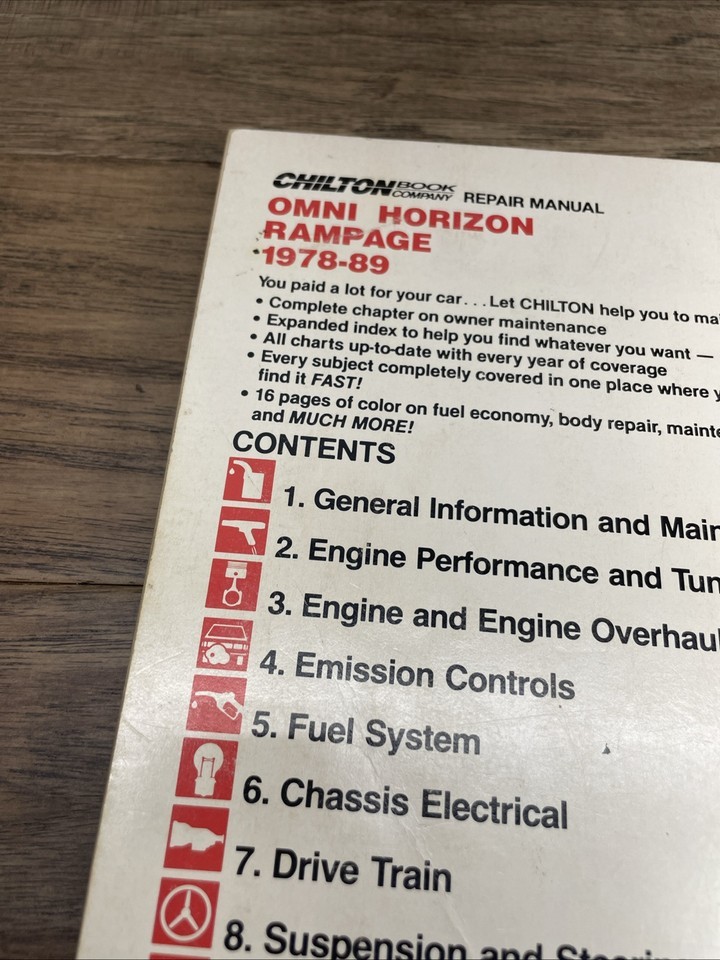 CHILTON BOOK COMPANY REPAIR MANUAL
OMNI HORIZON
RAMPAGE
1978-89
You paid a lot for your car...Let CHILTON help you to
• Complete chapter on owner maintenance
• Expanded index to help you find whatever you want —
• All charts up-to-date with every year of coverage
• Every subject completely covered in one place where
find it FAST!
• 16 pages of color on fuel economy, body repair,
and MUCH MORE!
CONTENTS
1. General Information and
2. Engine Performance and
3. Engine and Engine Overhaul
4. Emission Controls
5. Fuel System
6. Chassis Electrical
7. Drive Train
8. Suspension and Steering